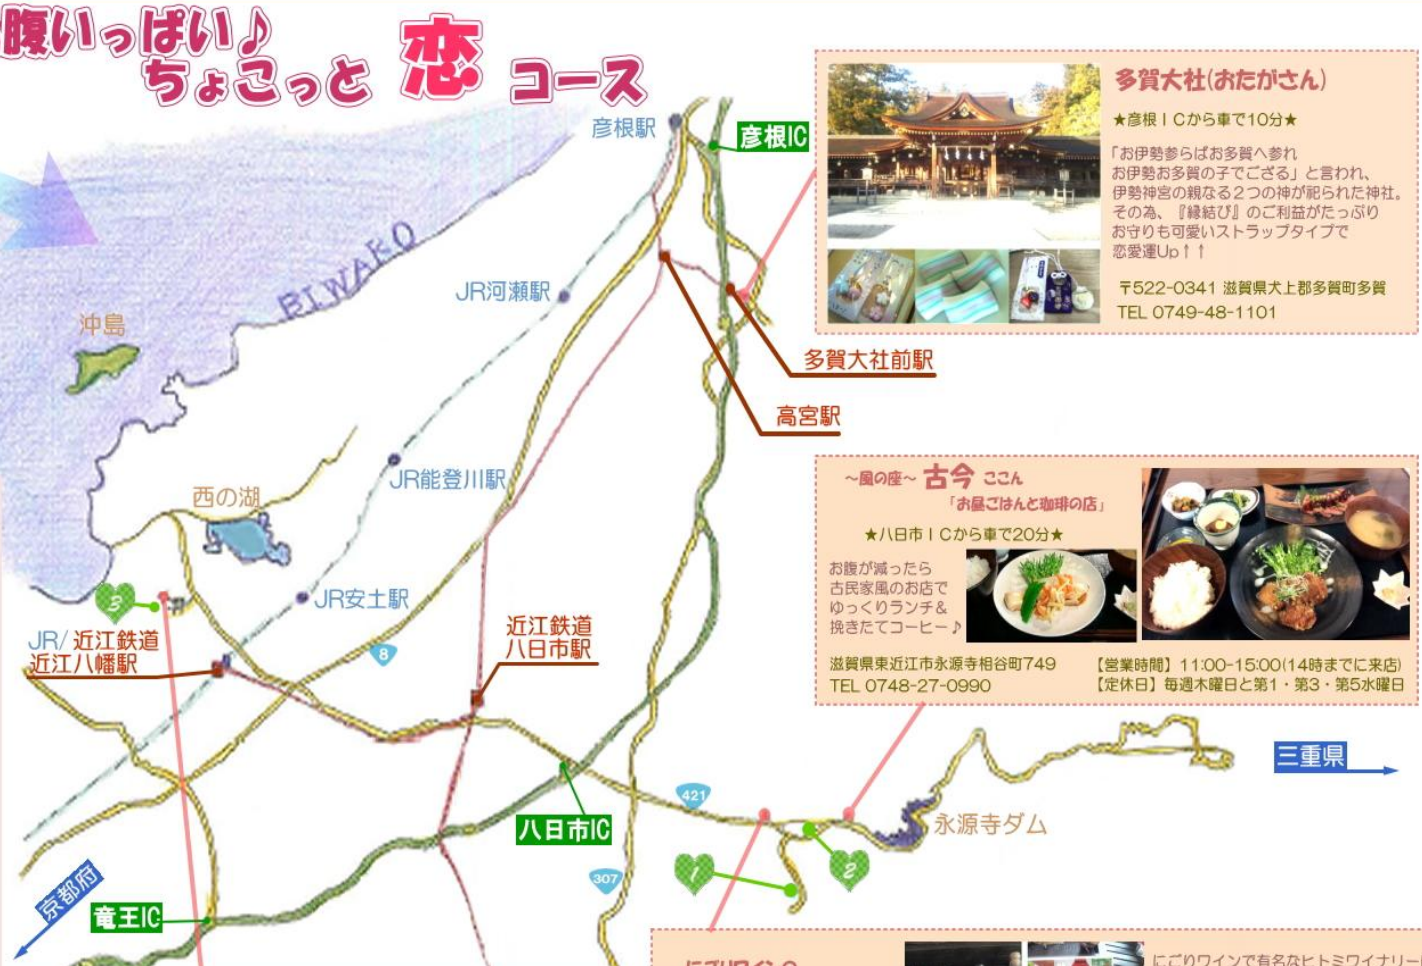 腹いっぱい♪
ちょこっと 恋 コース
彦根駅
彦根IC
BIWAKO
JR河瀬駅
沖島
多賀大社前駅
高宮駅
JR能登川駅
西の湖
3
JR安土駅
JR/近江鉄道
近江八幡駅
8
近江鉄道
八日市駅
421
八日市IC
永源寺ダム
三重県
1
2
307
京都府
竜王IC
多賀大社(おたがさん)
★彦根ICから車で10分★
「お伊勢参らばお多賀へ参れ
お伊勢お多賀の子でござる」と言われ、
伊勢神宮の親なる2つの神が祀られた神社。
その為、『縁結び』のご利益がたっぷり
お守りも可愛いストラップタイプで
恋愛運Up↑↑
〒522-0341 滋賀県犬上郡多賀町多賀
TEL 0749-48-1101
～風の座～ 古今 ここん
「お昼ごはんと珈琲の店」
★八日市ICから車で20分★
お腹が減ったら
古民家風のお店で
ゆっくりランチ&
挽きたてコーヒー♪
滋賀県東近江市永源寺相谷町749
TEL 0748-27-0990
【営業時間】11:00-15:00(14時までに来店)
【定休日】毎週木曜日と第1・第3・第5水曜日
にごりワインの
にごりワインで有名なヒトミワイナリー